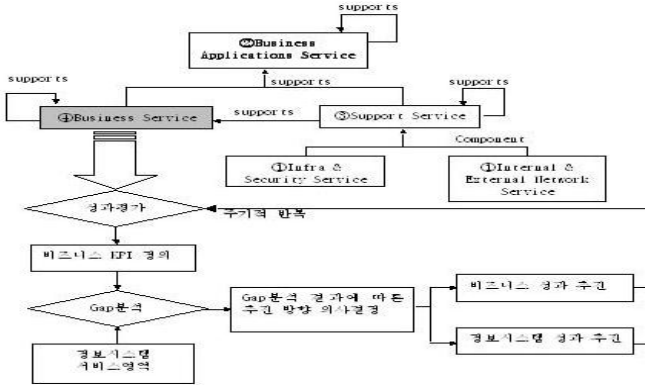 supports
②Business
Applications Service
supports
supports
supports
④Business Service
supports
③Support Service
Component
①Infra &
Security Service
①Internal &
External Network
Service
성과평가
주기적 반복
비즈니스 KPI 정의
Gap분석
Gap분석 결과에 따른
추진 방향 의사결정
비즈니스 성과 추진
정보시스템 성과 추진
정보시스템
서비스영역